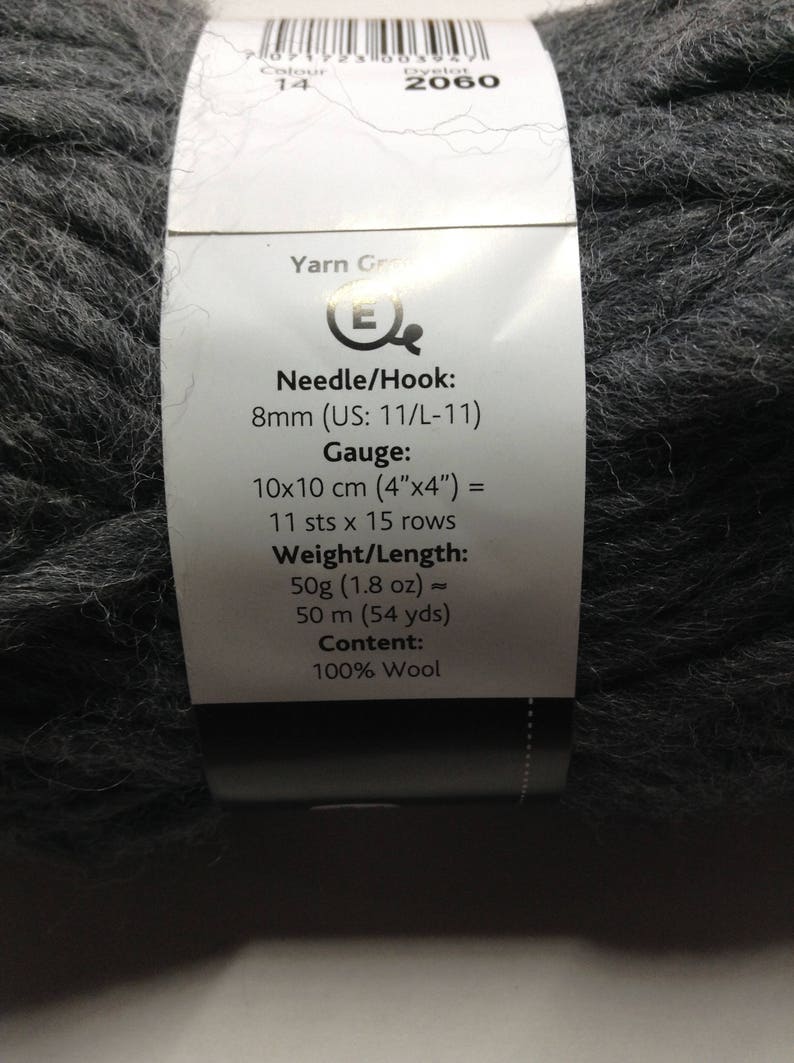 7071723003947
Colour Dyelot
14 2060
Yarn
E
Needle/Hook:
8mm (US: 11/L-11)
Gauge:
10x10 cm (4”x4”) =
11 sts x 15 rows
Weight/Length:
50g (1.8 oz) ≈
50 m (54 yds)
Content:
100% Wool